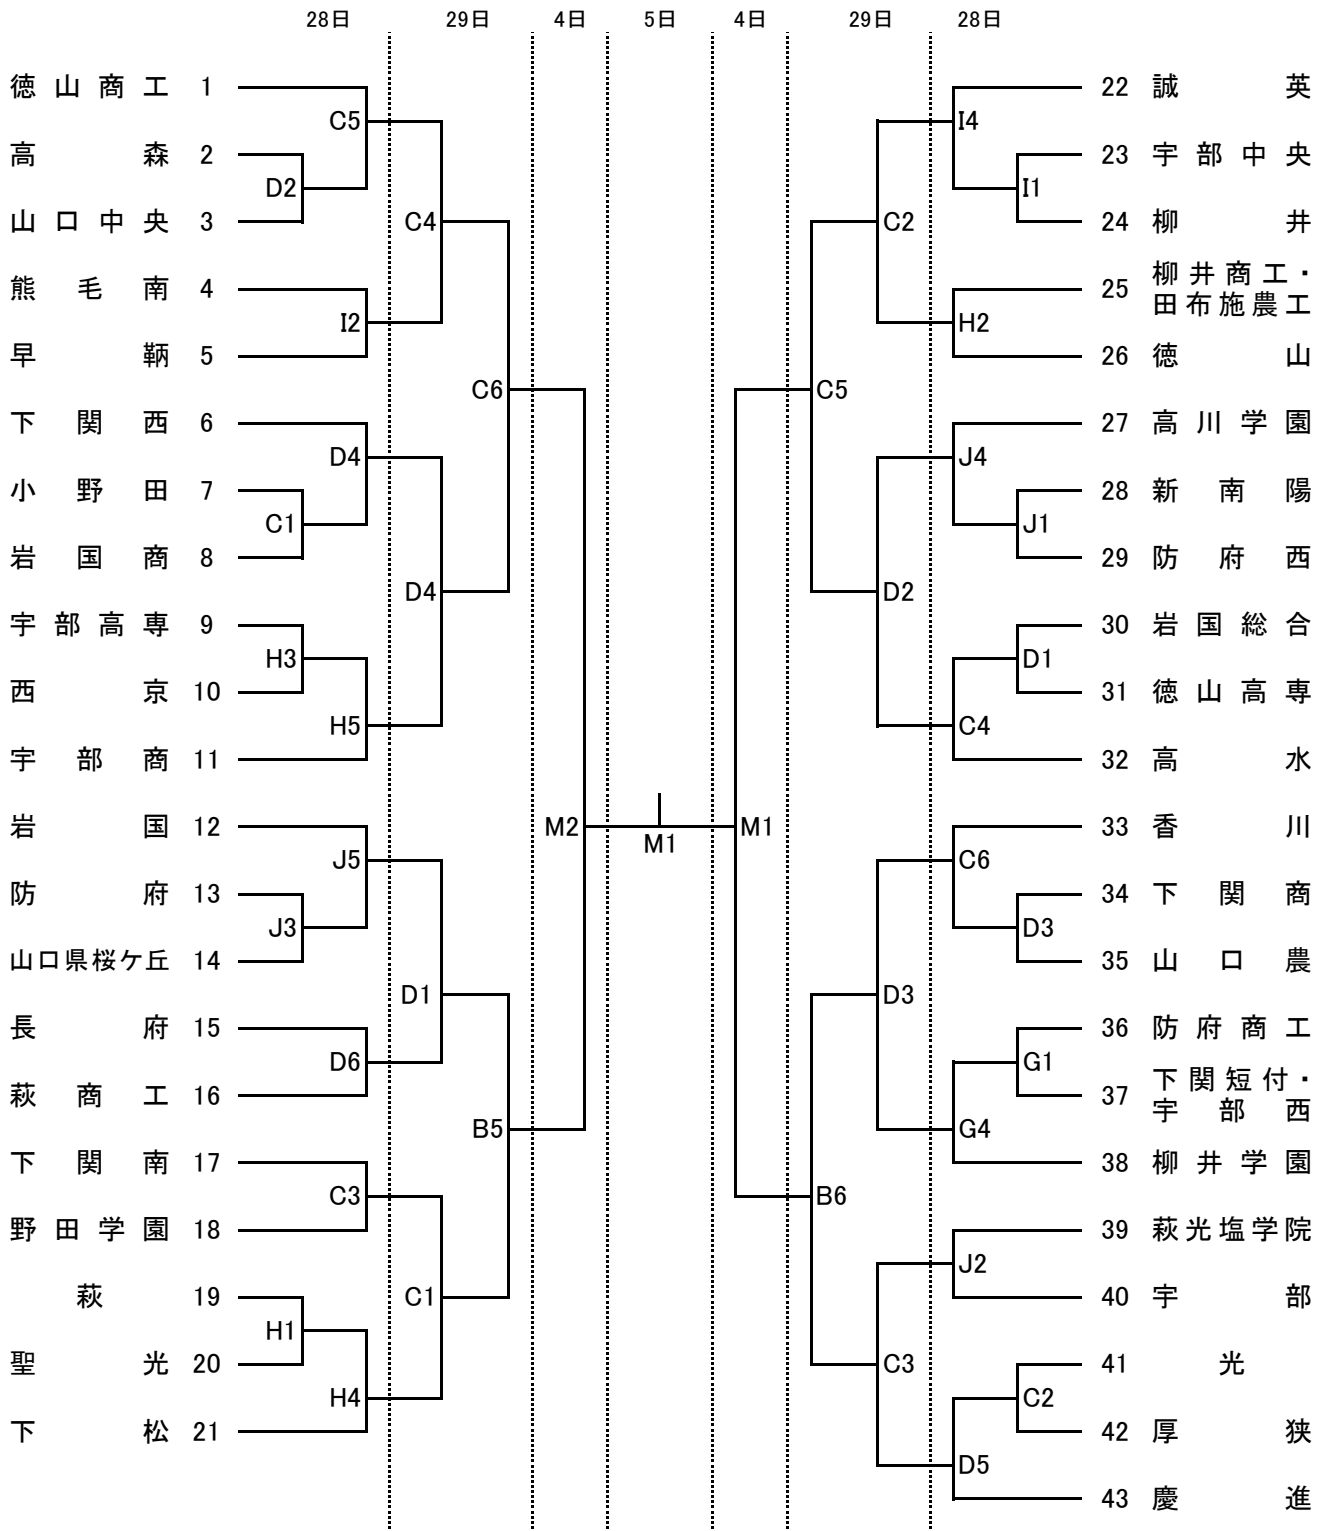 28日 29日 4日 5日 4日 29日 28日
徳山商工 1
C5
高森 2
D2
山口中央 3
C4
熊毛南 4
I2
早鞆 5
C6
下関西 6
D4
小野田 7
C1
岩国商 8
D4
宇部高専 9
H3
西京 10
H5
宇部商 11
M2
岩国 12
J5
防府 13
J3
山口県桜ケ丘 14
D1
長府 15
D6
萩商工 16
B5
下関南 17
C3
野田学園 18
萩 19
C1
H1
聖光 20
H4
下松 21
M1
22 誠英
I4
23 宇部中央
I1
24 柳井
C2
25 柳井商工・
田布施農工
H2
26 徳山
C5
27 高川学園
J4
28 新南陽
J1
29 防府西
D2
30 岩国総合
D1
31 徳山高専
C4
32 高水
M1
33 香川
C6
34 下関商
D3
35 山口農
D3
36 防府商工
G1
37 下関短付・
宇部西
G4
38 柳井学園
B6
39 萩光塩学院
J2
40 宇部
C3
41 光
C2
42 厚狭
D5
43 慶進